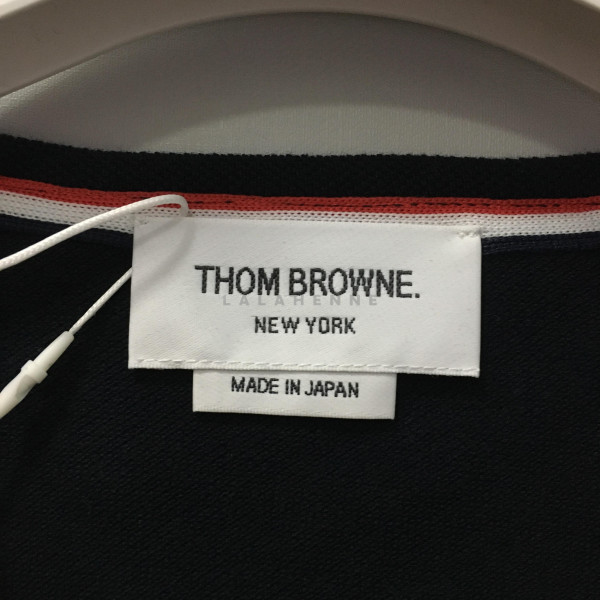 THOM BROWNE.
LALAHENNE
NEW YORK
MADE IN JAPAN